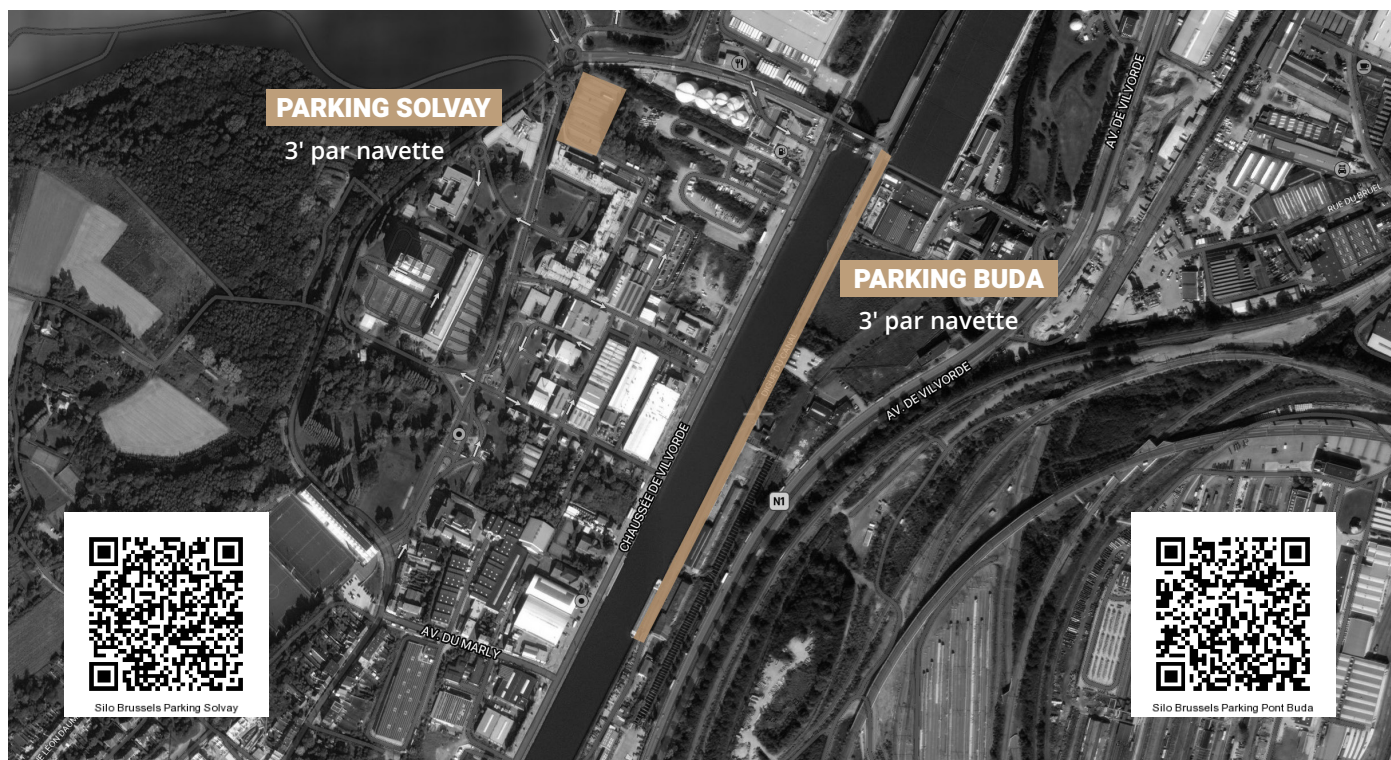 PARKING SOLVAY
3' par navette
AV. DE VILVORDE
RUE DU BRUEL
PARKING BUDA
3' par navette
AV. DE VILVORDE
CHAUSSÉE DE VILVORDE
N1
AV. DU MARLY
Silo Brussels Parking Solvay
Silo Brussels Parking Pont Buda